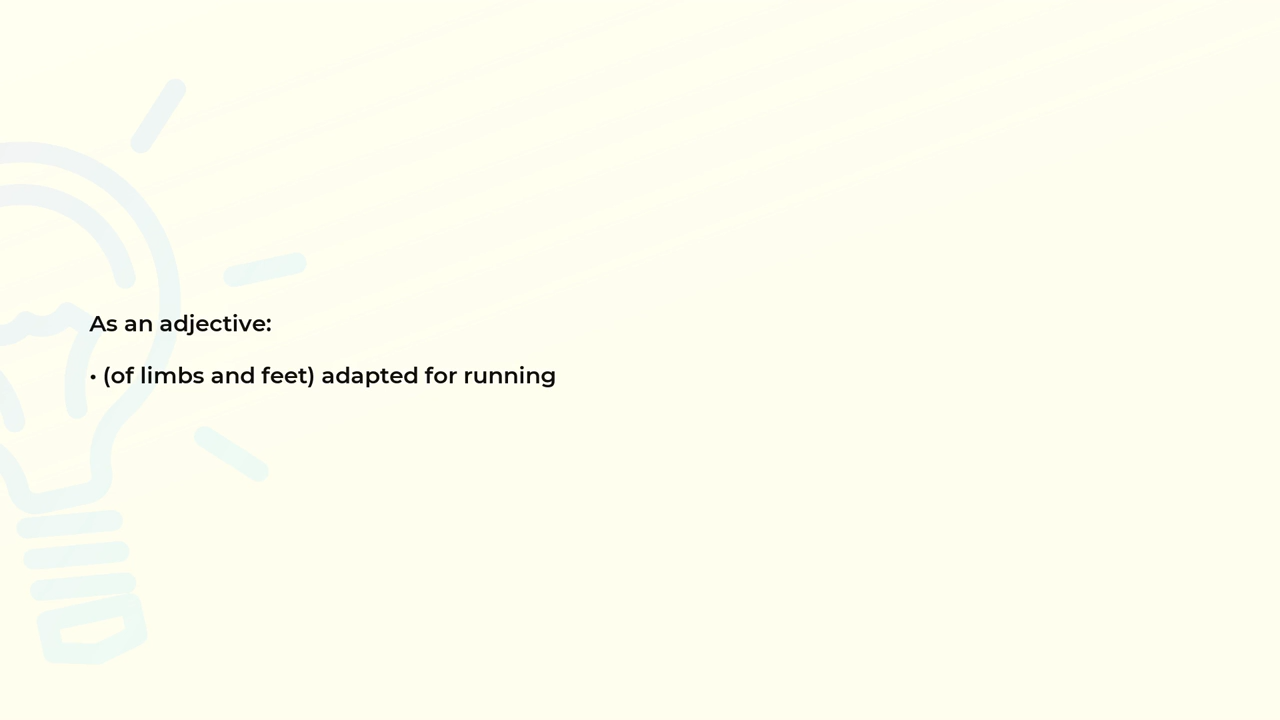 As an adjective:
• (of limbs and feet) adapted for running